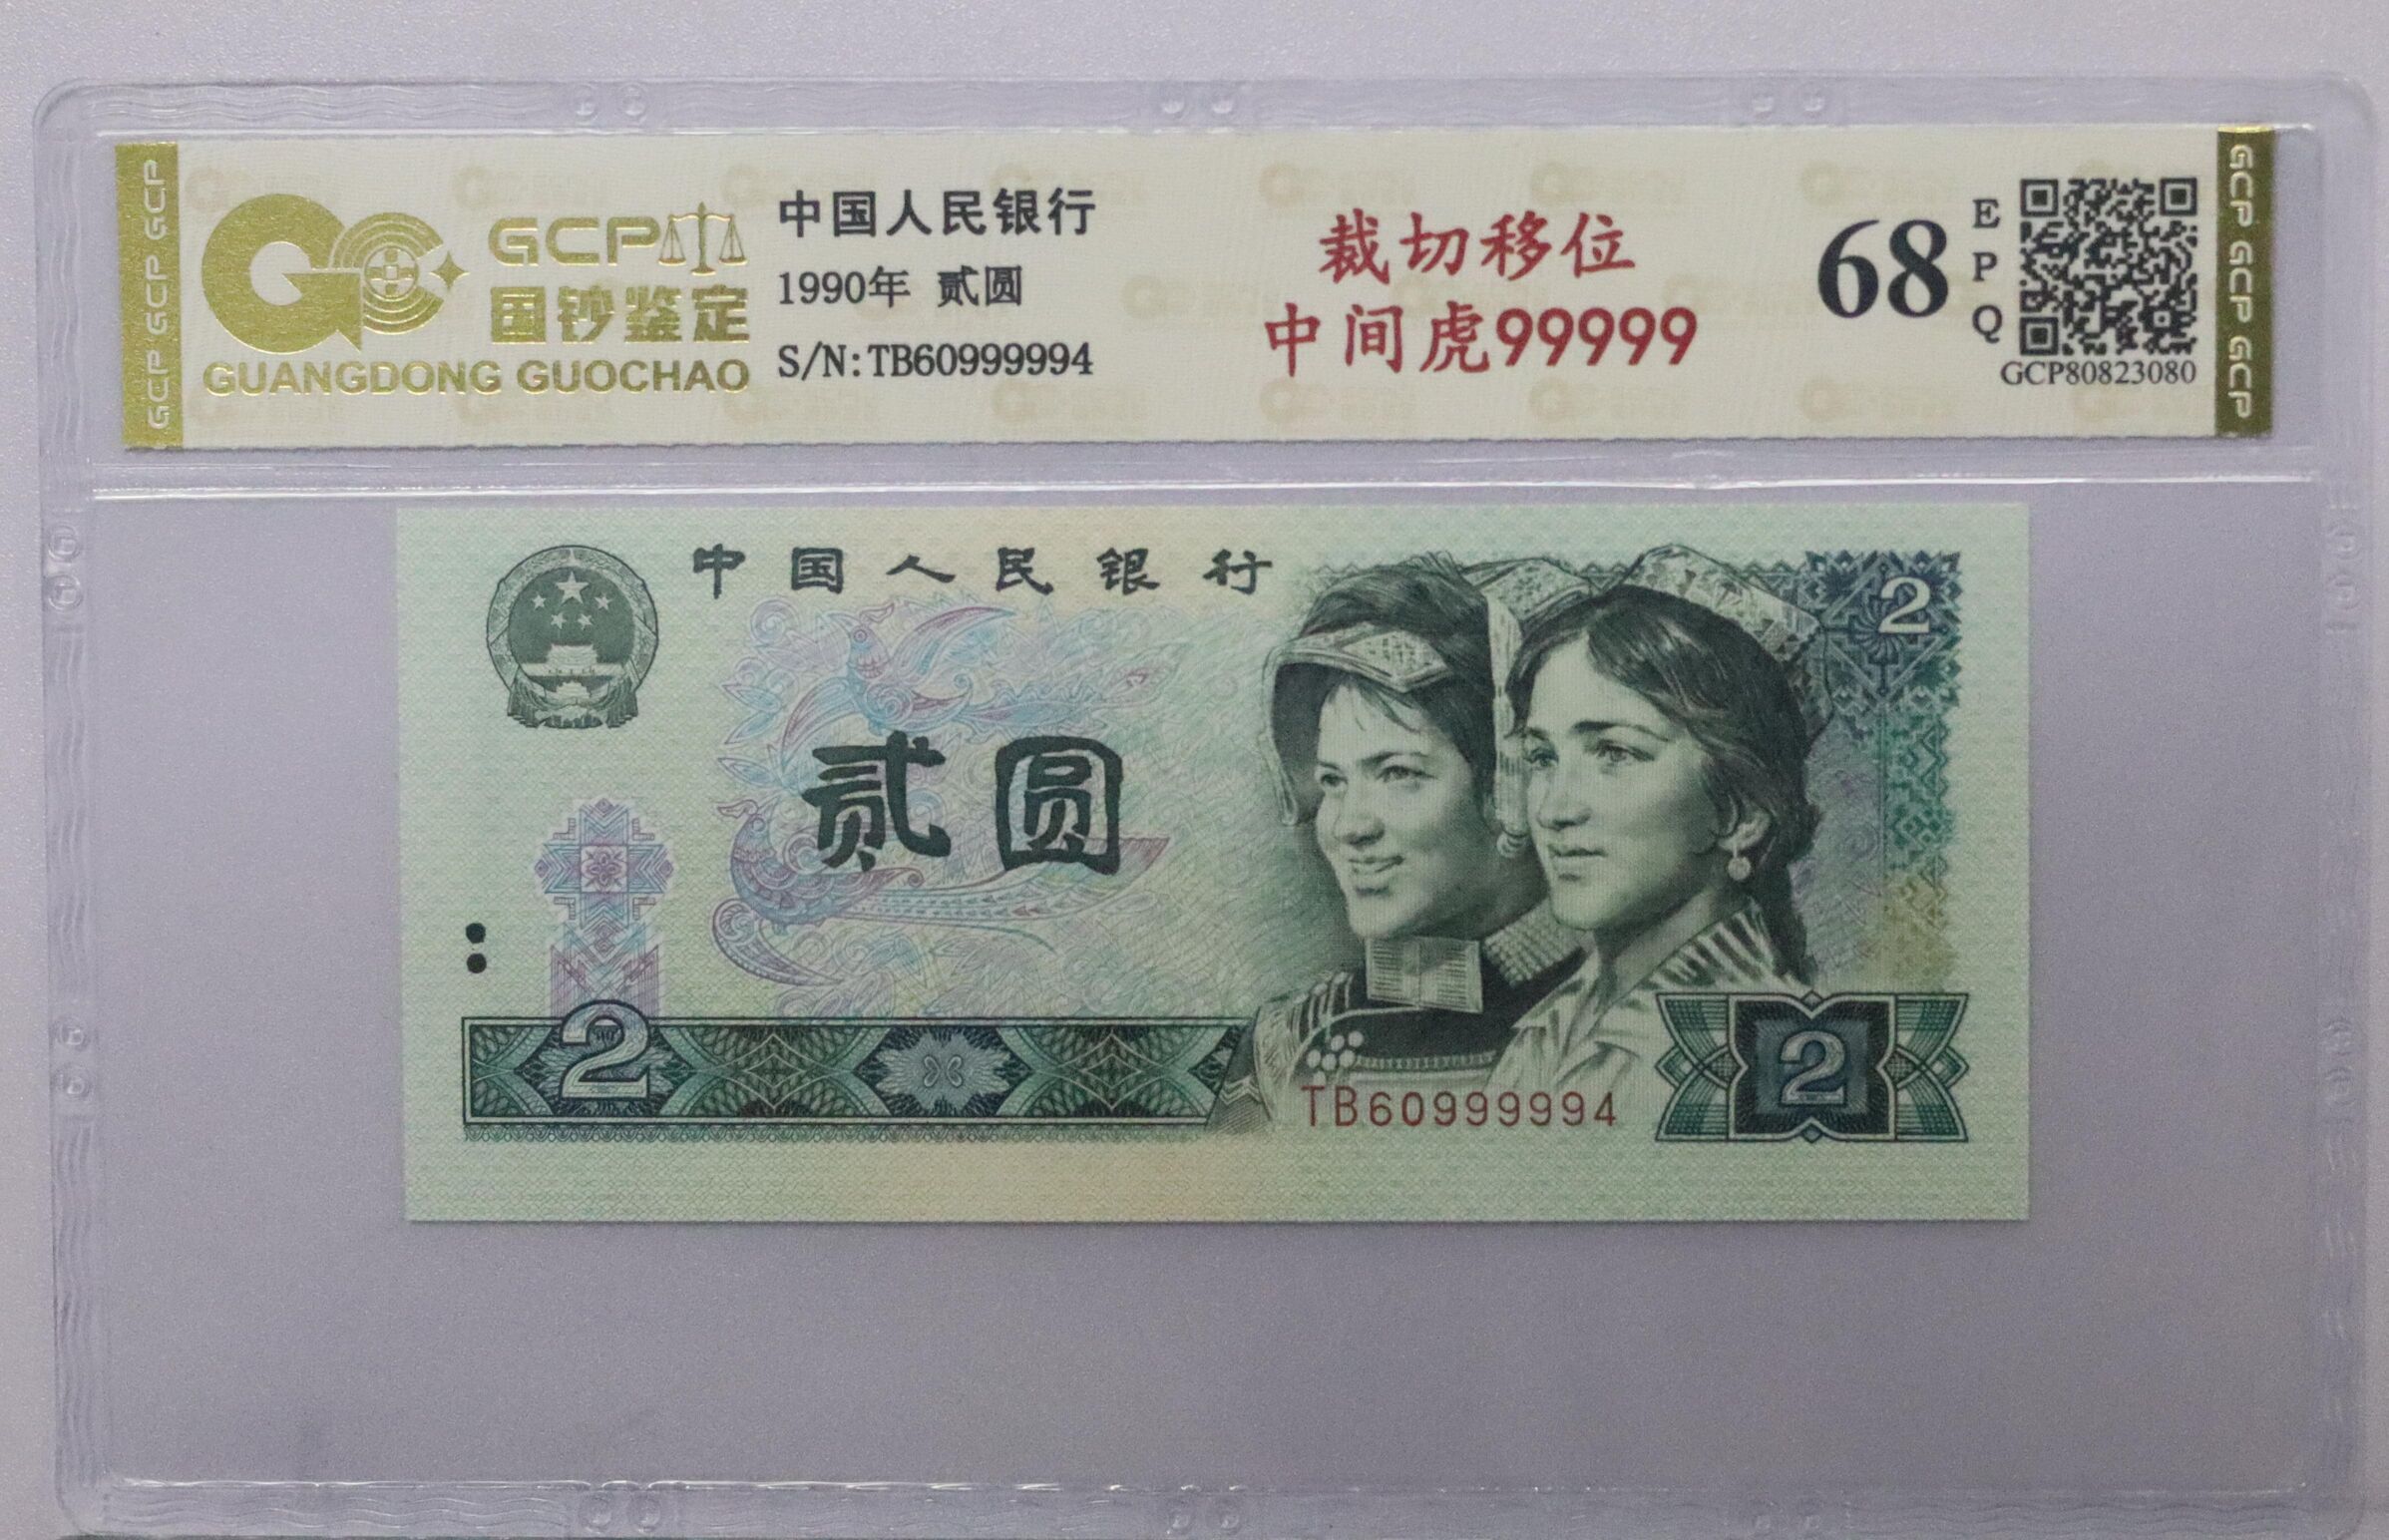 GCP GCP GCP
GCP
国钞鉴定
GUANGDONG GUOCHAO
中国人民银行
1990年 贰圆
S/N:TB60999994
裁切移位
中间虎99999
68
E
P
Q
GCP80823080
GCP GCP GCP
中国人民银行
2
贰圆
2
TB60999994
2